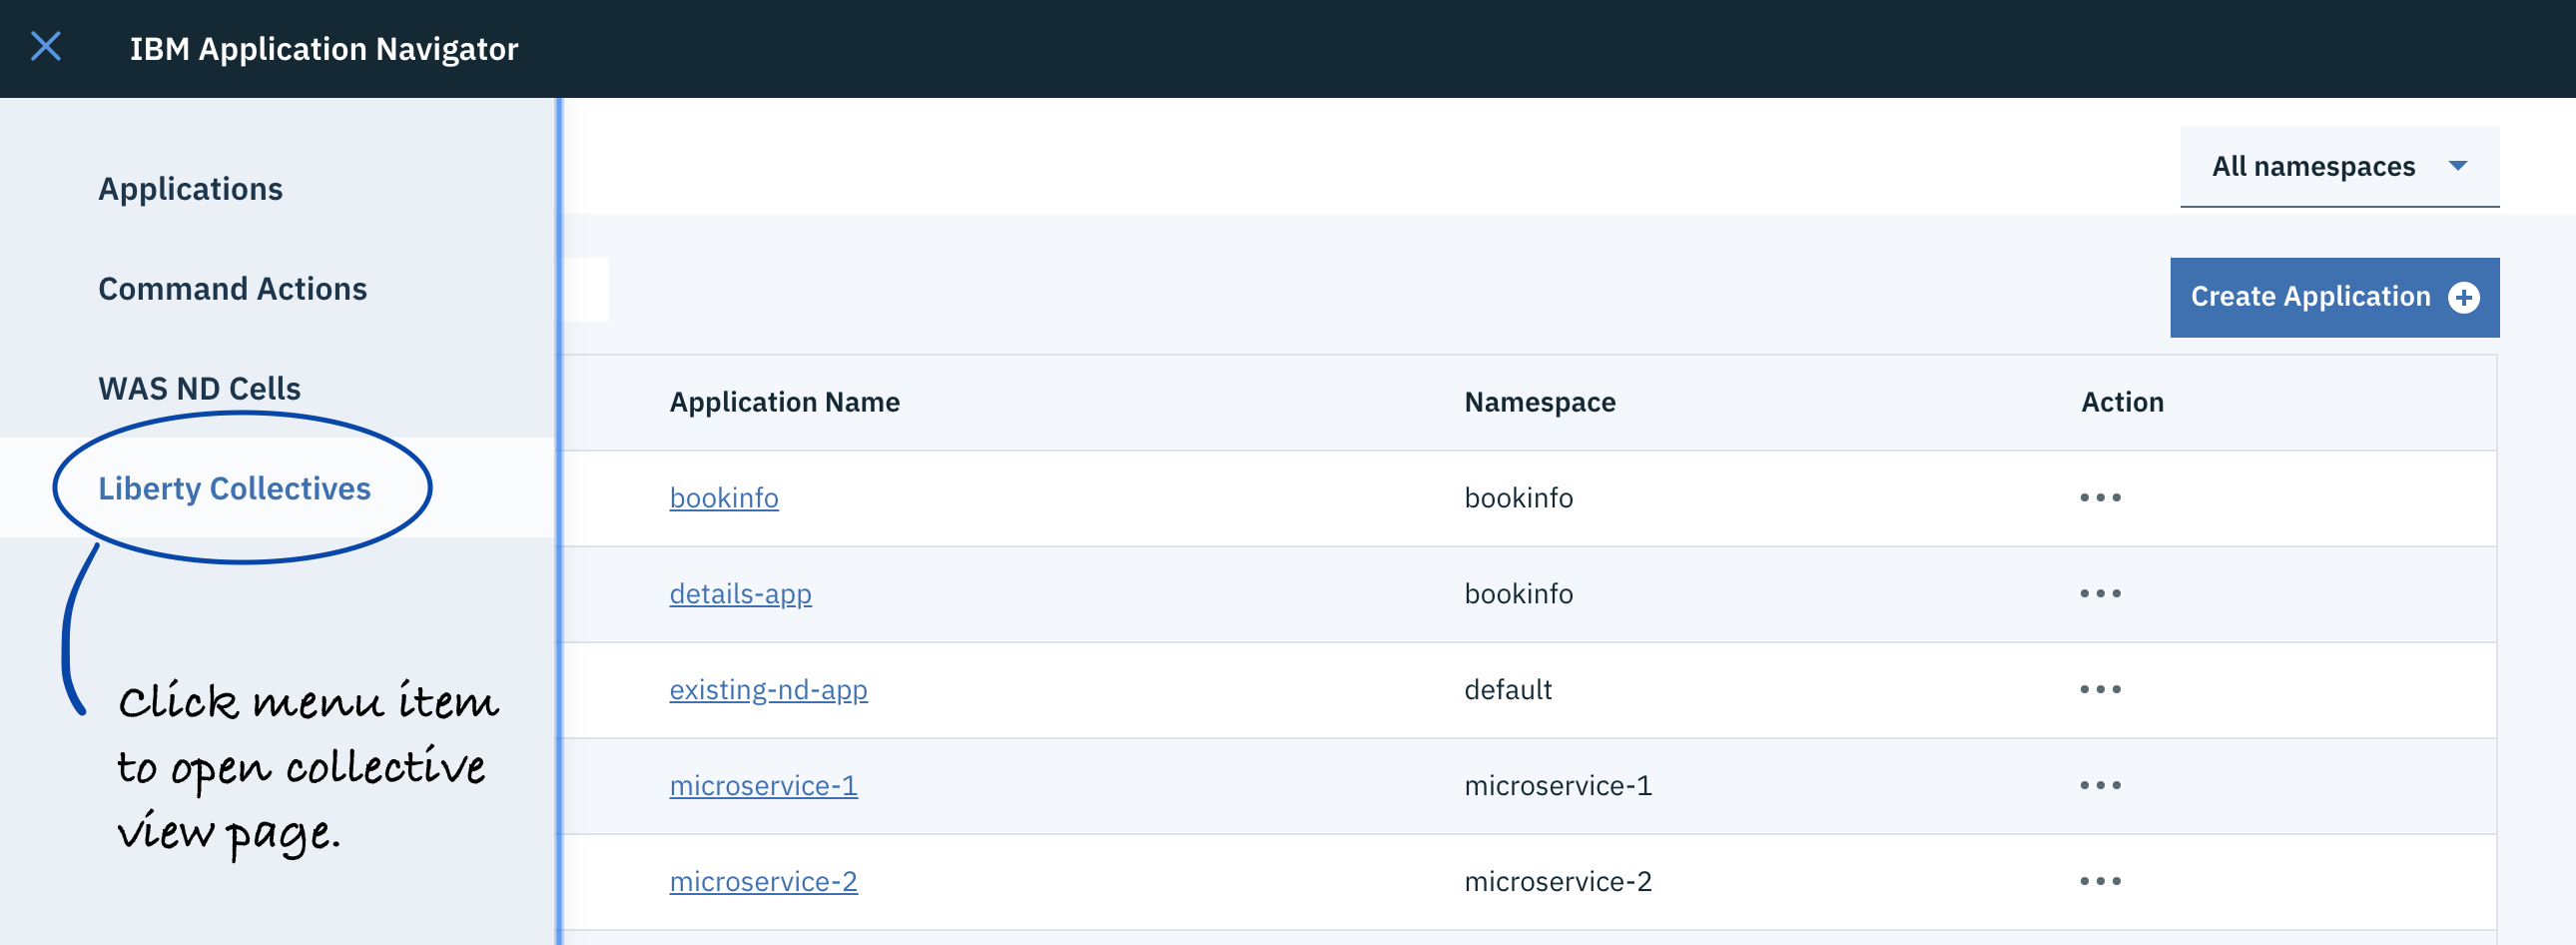 IBM Application Navigator
Applications
Command Actions
WAS ND Cells
Liberty Collectives
Click menu item
to open collective
view page.
All namespaces
Create Application
Application Name Namespace Action
bookinfo bookinfo
details-app bookinfo
existing-nd-app default
microservice-1 microservice-1
microservice-2 microservice-2